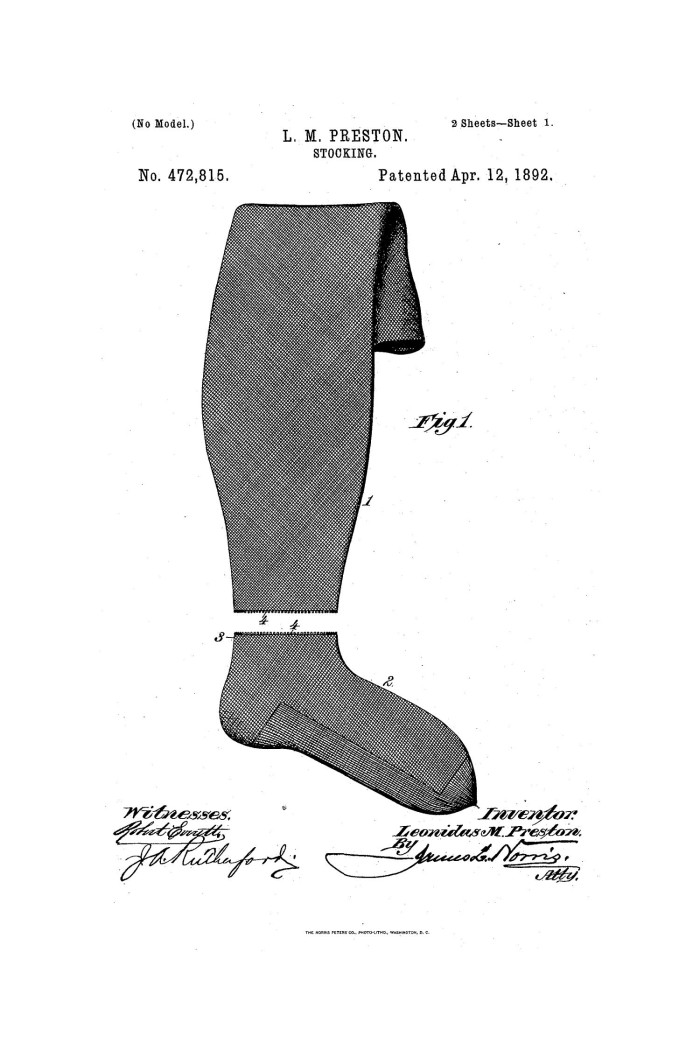 (No Model.)
2 Sheets—Sheet 1.
L. M. PRESTON.
STOCKING.
No. 472,815.
Patented Apr. 12, 1892.
Fig 1.
1
4
4
3
2.
Witnesses.
Robert Everett,
J. A. Rutherford.
Inventor.
Leonidas M. Preston.
By
James L. Norris.
Atty.
THE NORRIS PETERS CO., PHOTO-LITHO., WASHINGTON, D. C.